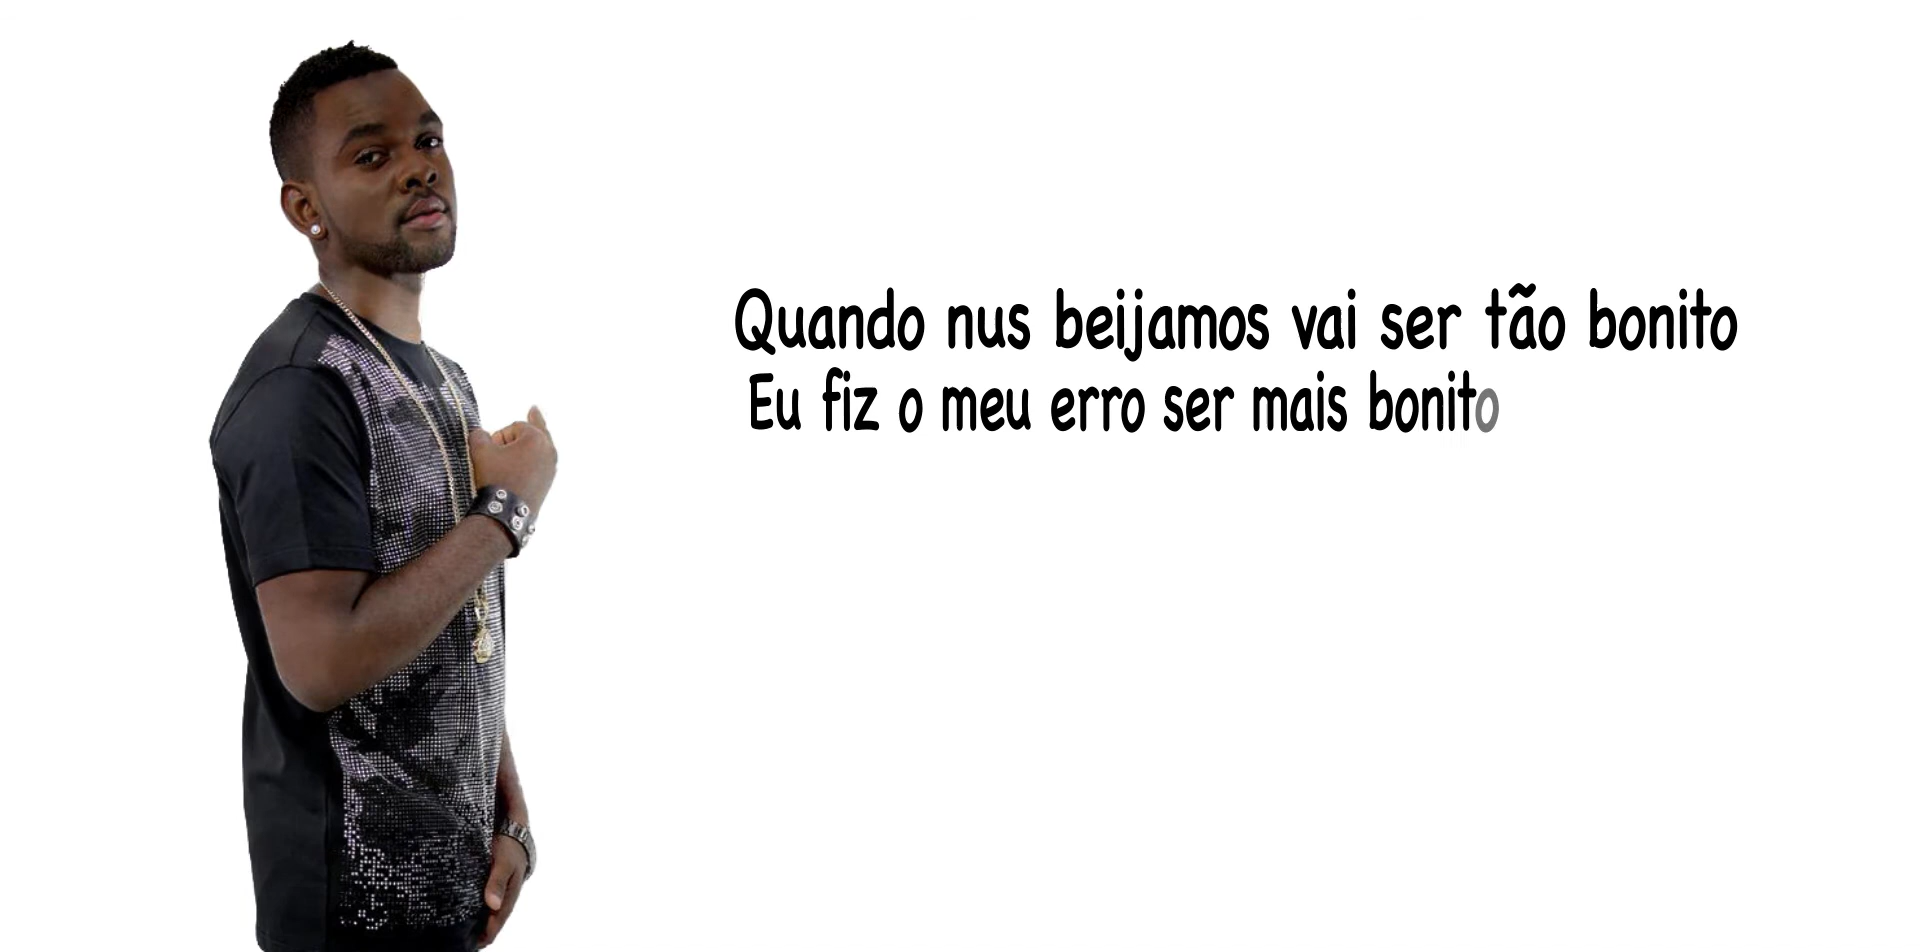 Quando nus beijamos vai ser tão bonito
Eu fiz o meu erro ser mais bonito